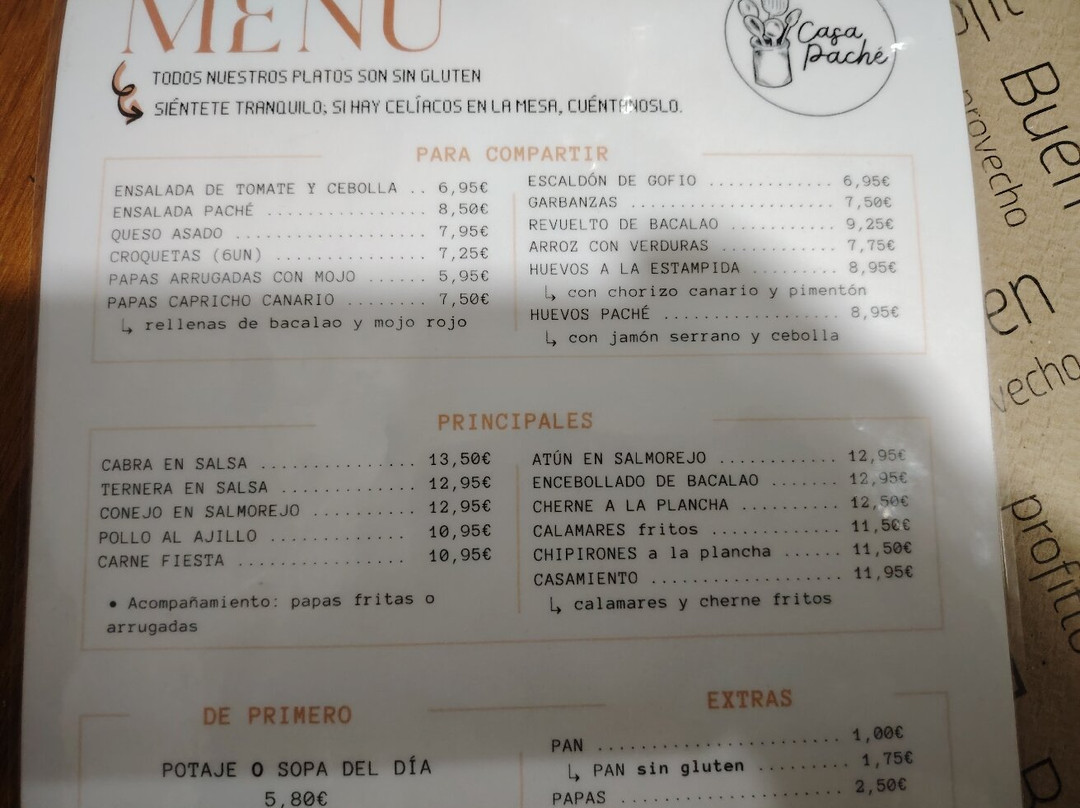 MENÚ
Casa
Paché
TODOS NUESTROS PLATOS SON SIN GLUTEN
SIÉNTETE TRANQUILO; SI HAY CELÍACOS EN LA MESA, CUÉNTANOSLO.
PARA COMPARTIR
ENSALADA DE TOMATE Y CEBOLLA .. 6,95€
ENSALADA PACHÉ ................ 8,50€
QUESO ASADO ................... 7,95€
CROQUETAS (6UN) ............... 7,25€
PAPAS ARRUGADAS CON MOJO ...... 5,95€
PAPAS CAPRICHO CANARIO ........ 7,50€
↳ rellenas de bacalao y mojo rojo
ESCALDÓN DE GOFIO ............ 6,95€
GARBANZAS .................... 7,50€
REVUELTO DE BACALAO .......... 9,25€
ARROZ CON VERDURAS ........... 7,75€
HUEVOS A LA ESTAMPIDA ........ 8,95€
↳ con chorizo canario y pimentón
HUEVOS PACHÉ ................. 8,95€
↳ con jamón serrano y cebolla
PRINCIPALES
CABRA EN SALSA ............... 13,50€
TERNERA EN SALSA ............. 12,95€
CONEJO EN SALMOREJO .......... 12,95€
POLLO AL AJILLO ............ 10,95€
CARNE FIESTA ............... 10,95€
• Acompañamiento: papas fritas o
arrugadas
ATÚN EN SALMOREJO ............ 12,95€
ENCEBOLLADO DE BACALAO ....... 12,95€
CHERNE A LA PLANCHA .......... 12,50€
CALAMARES fritos ............. 11,50€
CHIPIRONES a la plancha ...... 11,50€
CASAMIENTO ................... 11,95€
↳ calamares y cherne fritos
DE PRIMERO
POTAJE O SOPA DEL DÍA
5,80€
EXTRAS
PAN ........................ 1,00€
↳ PAN sin gluten ......... 1,75€
PAPAS ...................... 2,50€
Buen
provecho
en
vecho
profitto